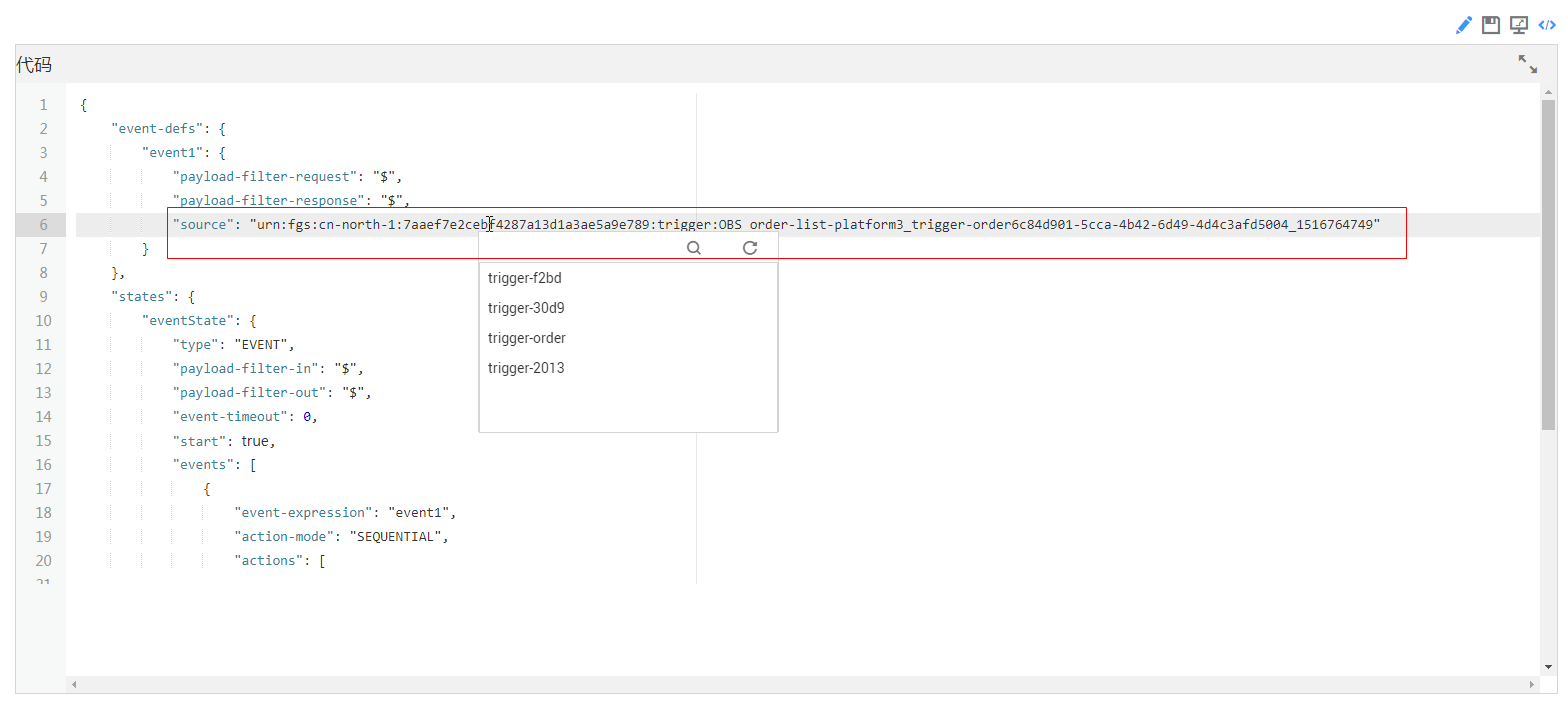 代码
1 {
2 "event-defs": {
3 "event1": {
4 "payload-filter-request": "$",
5 "payload-filter-response": "$",
6 "source": "urn:fgs:cn-north-1:7aaef7e2cebf4287a13d1a3ae5a9e789:trigger:OBS_order-list-platform3_trigger-order6c84d901-5cca-4b42-6d49-4d4c3afd5004_1516764749"
7 }
8 },
9 "states": {
10 "eventState": {
11 "type": "EVENT",
12 "payload-filter-in": "$",
13 "payload-filter-out": "$",
14 "event-timeout": 0,
15 "start": true,
16 "events": [
17 {
18 "event-expression": "event1",
19 "action-mode": "SEQUENTIAL",
20 "actions": [
21
trigger-f2bd
trigger-30d9
trigger-order
trigger-2013